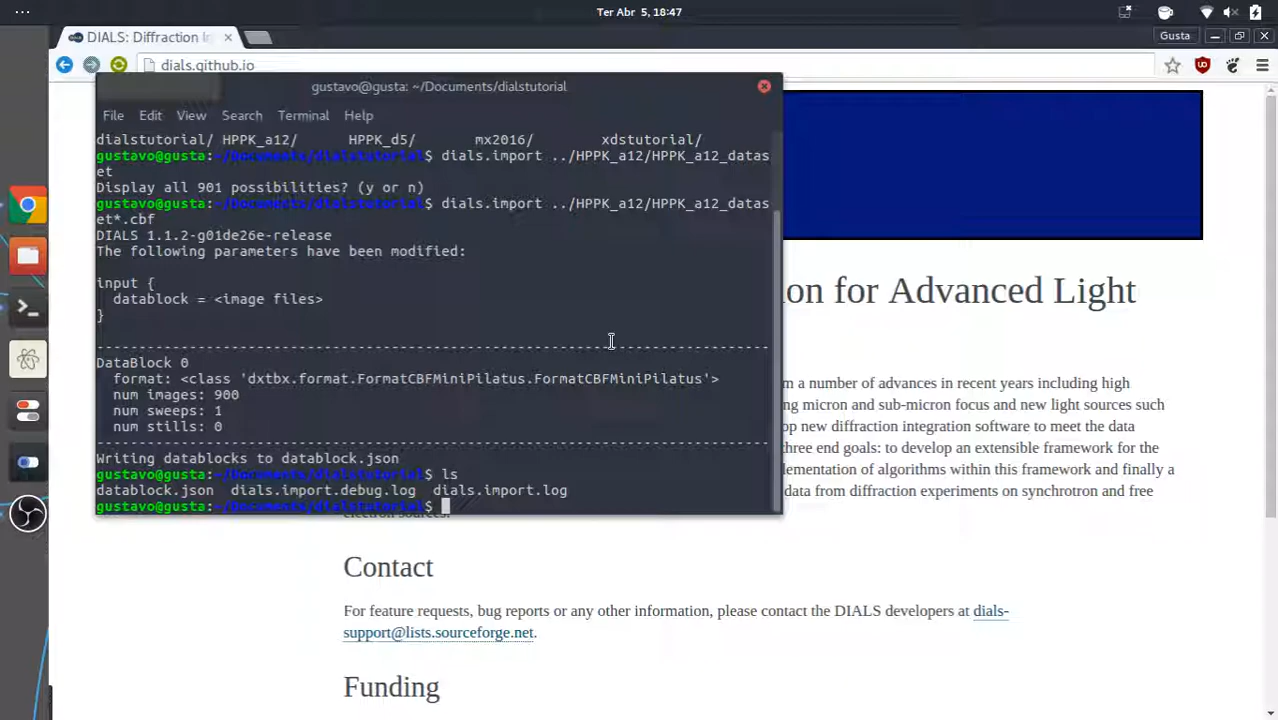 Ter Abr 5, 18:47
DIALS: Diffraction In
Gusta
dials.github.io
gustavo@gusta: ~/Documents/dialstutorial
File Edit View Search Terminal Help
dialstutorial/ HPPK_a12/ HPPK_d5/ mx2016/ xdstutorial/
gustavo@gusta:~/Documents/dialstutorial$ dials.import ../HPPK_a12/HPPK_a12_datas
et
Display all 901 possibilities? (y or n)
gustavo@gusta:~/Documents/dialstutorial$ dials.import ../HPPK_a12/HPPK_a12_datas
et*.cbf
DIALS 1.1.2-g01de26e-release
The following parameters have been modified:
input {
datablock = <image files>
}
--------------------------------------------------------------------------------
DataBlock 0
format: <class 'dxtbx.format.FormatCBFMiniPilatus.FormatCBFMiniPilatus'>
num images: 900
num sweeps: 1
num stills: 0
--------------------------------------------------------------------------------
Writing datablocks to datablock.json
gustavo@gusta:~/Documents/dialstutorial$ ls
datablock.json dials.import.debug.log dials.import.log
gustavo@gusta:~/Documents/dialstutorial$
on for Advanced Light
m a number of advances in recent years including high
ng micron and sub-micron focus and new light sources such
op new diffraction integration software to meet the data
three end goals: to develop an extensible framework for the
plementation of algorithms within this framework and finally a
data from diffraction experiments on synchrotron and free
electron sources.
Contact
For feature requests, bug reports or any other information, please contact the DIALS developers at dials-
support@lists.sourceforge.net.
Funding